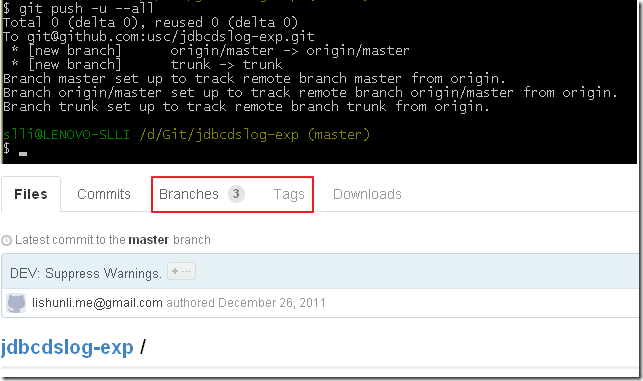 $ git push -u --all
Total 0 (delta 0), reused 0 (delta 0)
To git@github.com:usc/jdbcdslog-exp.git
 * [new branch]      origin/master -> origin/master
 * [new branch]      trunk -> trunk
Branch master set up to track remote branch master from origin.
Branch origin/master set up to track remote branch origin/master from origin.
Branch trunk set up to track remote branch trunk from origin.
slli@LENOVO-SLLI /d/Git/jdbcdslog-exp (master)
$
Files Commits Branches 3 Tags Downloads
Latest commit to the master branch
DEV: Suppress Warnings. + ...
lishunli.me@gmail.com authored December 26, 2011
jdbcdslog-exp /